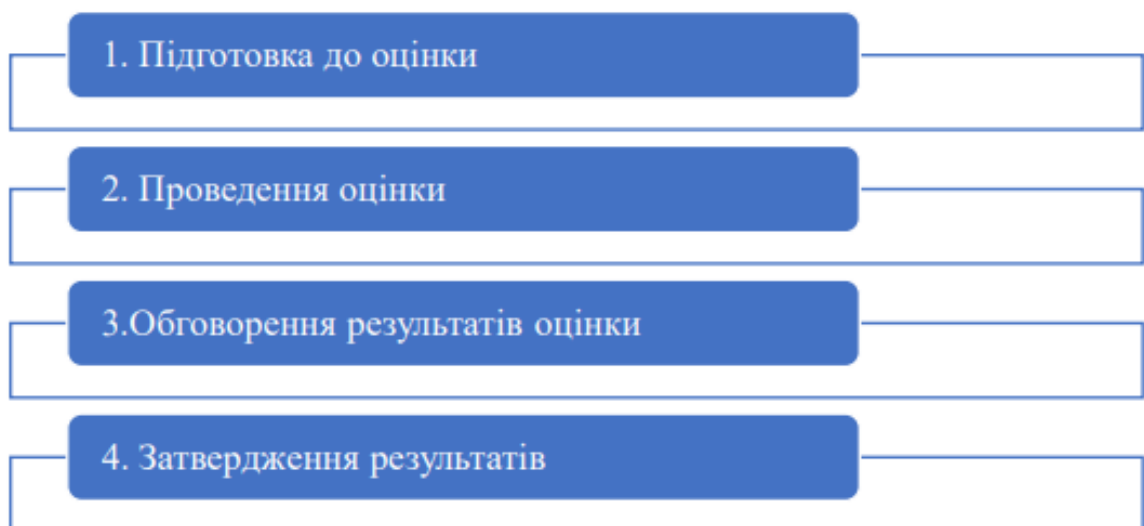 1. Підготовка до оцінки
2. Проведення оцінки
3.Обговорення результатів оцінки
4. Затвердження результатів